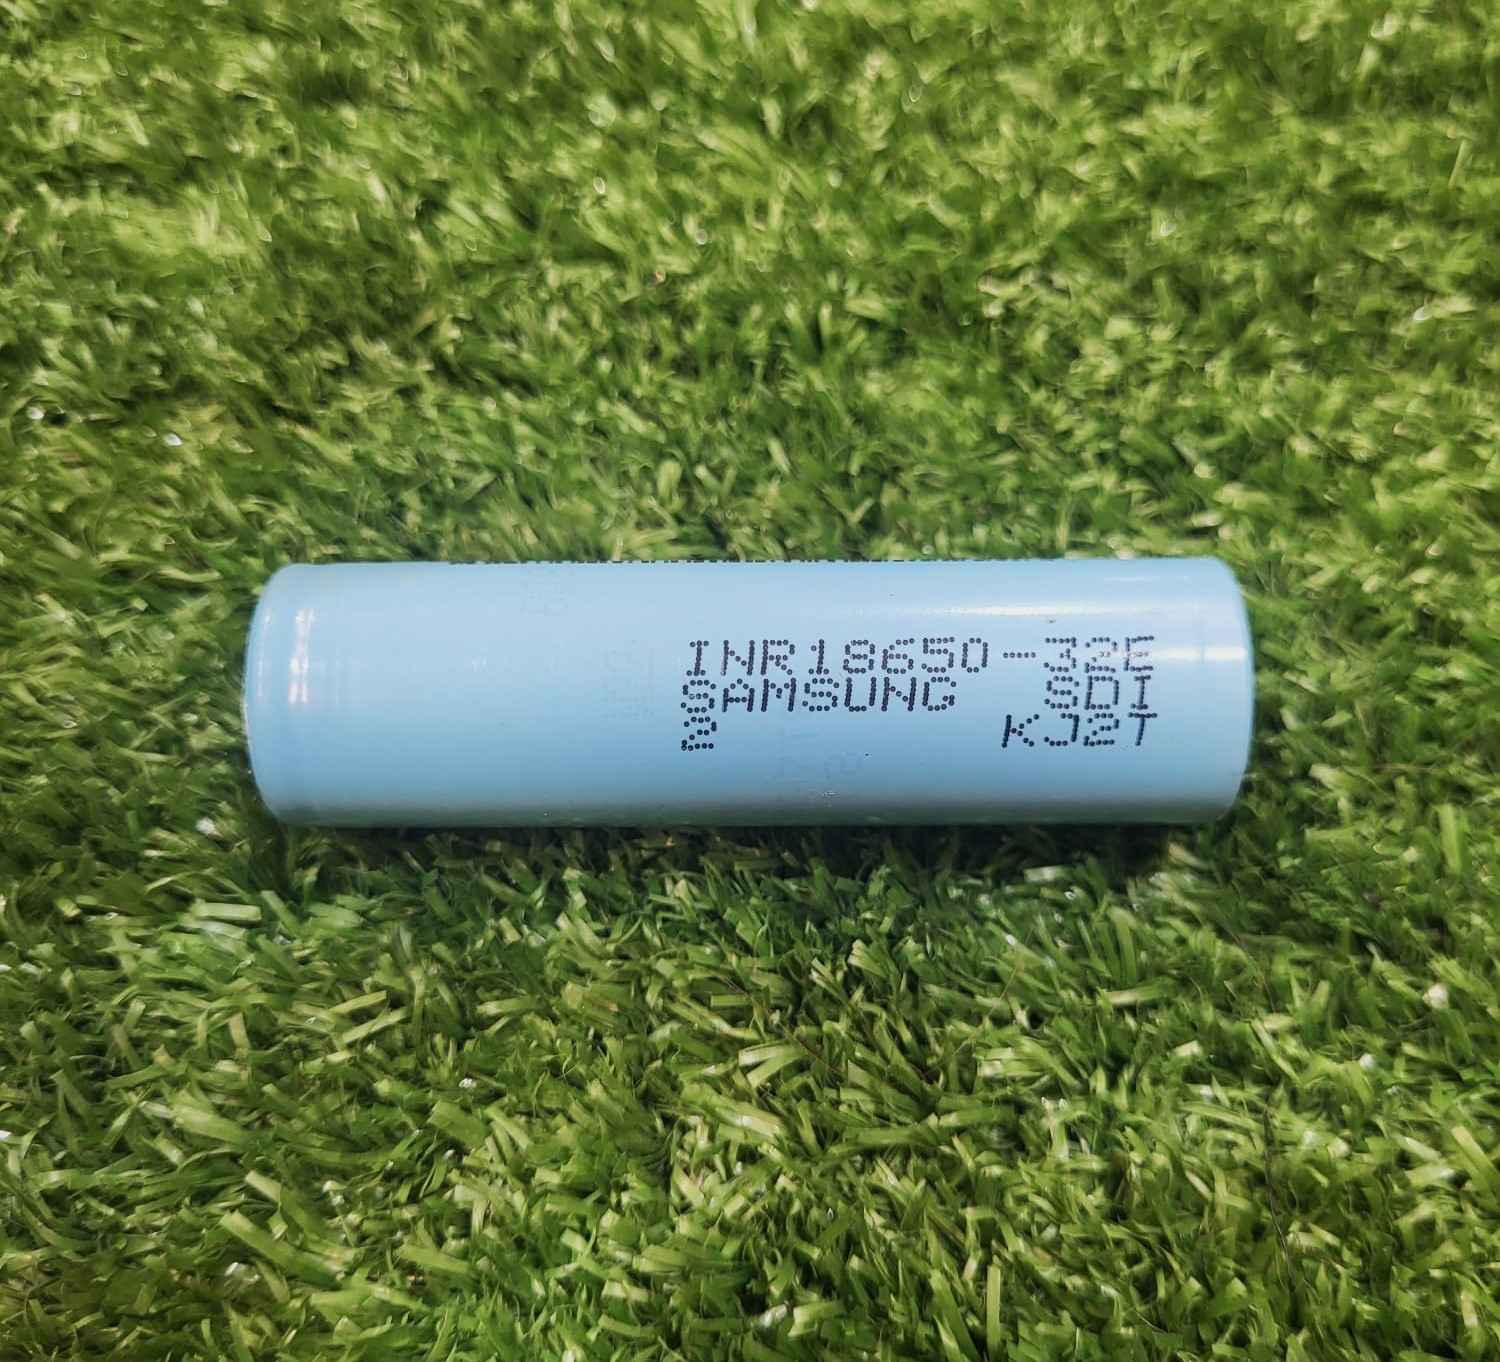 INR18650-32E
SAMSUNG SDI
2 KJ2T